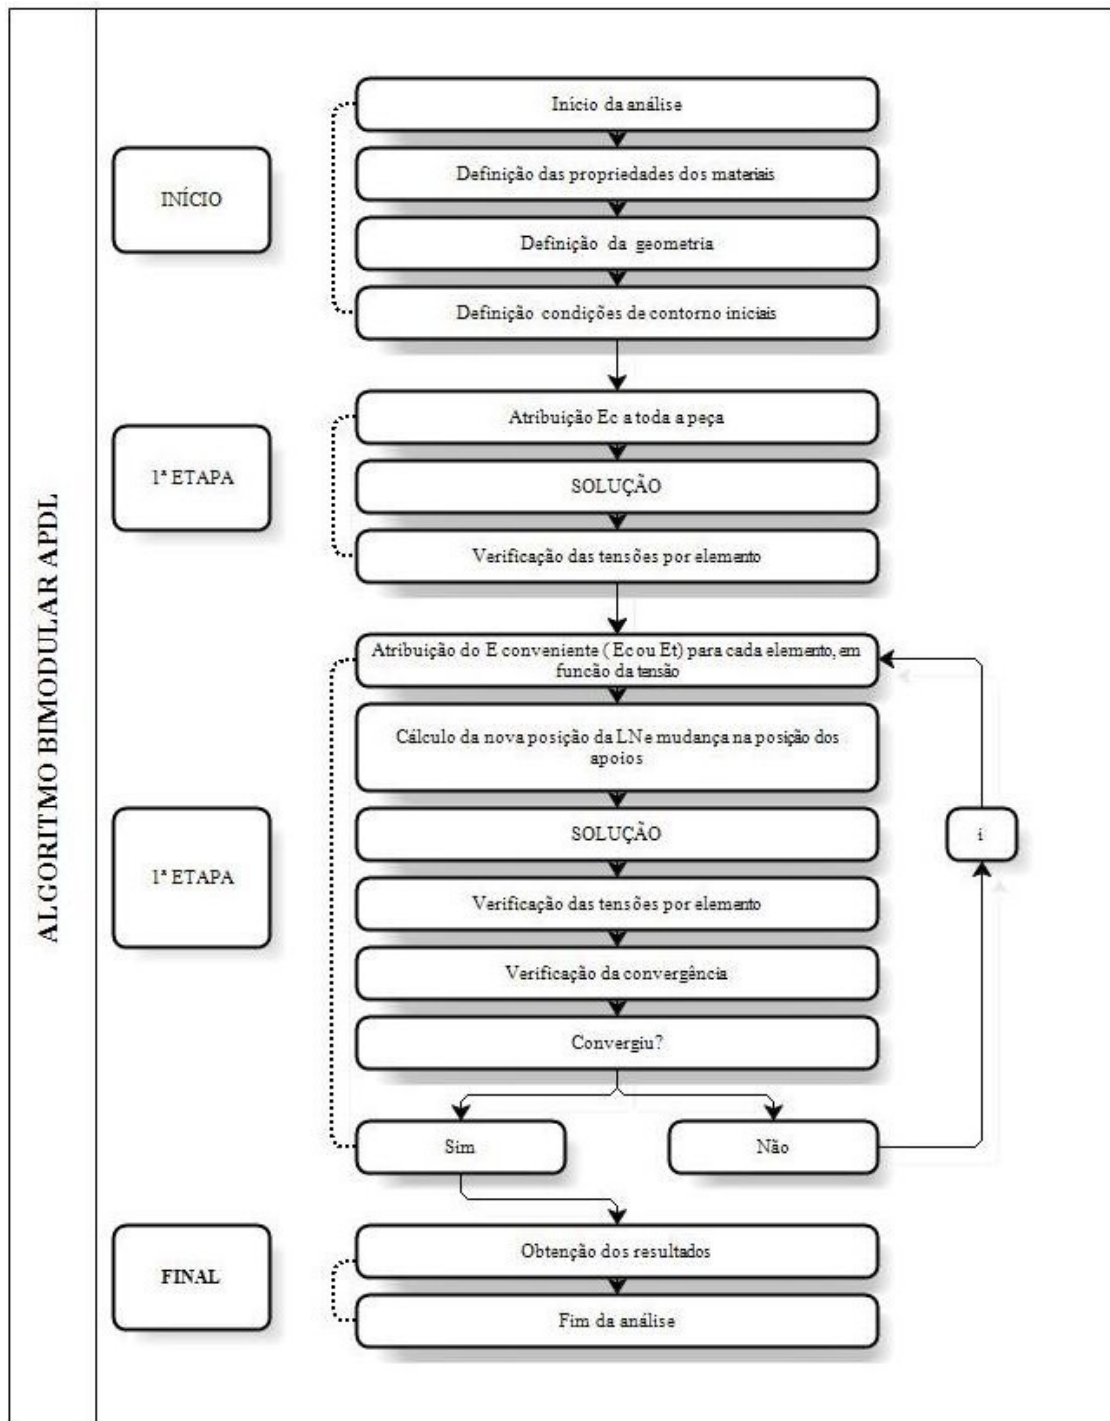 ALGORITMO BIMODULAR APDL
INÍCIO
Início da análise
Definição das propriedades dos materiais
Definição da geometria
Definição condições de contorno iniciais
1ª ETAPA
Atribuição Ec a toda a peça
SOLUÇÃO
Verificação das tensões por elemento
1ª ETAPA
Atribuição do E conveniente ( Ec ou Et) para cada elemento, em
funcão da tensão
Cálculo da nova posição da LN e mudança na posição dos
apoios
SOLUÇÃO
Verificação das tensões por elemento
Verificação da convergência
Convergiu?
Sim
Não
i
FINAL
Obtenção dos resultados
Fim da análise